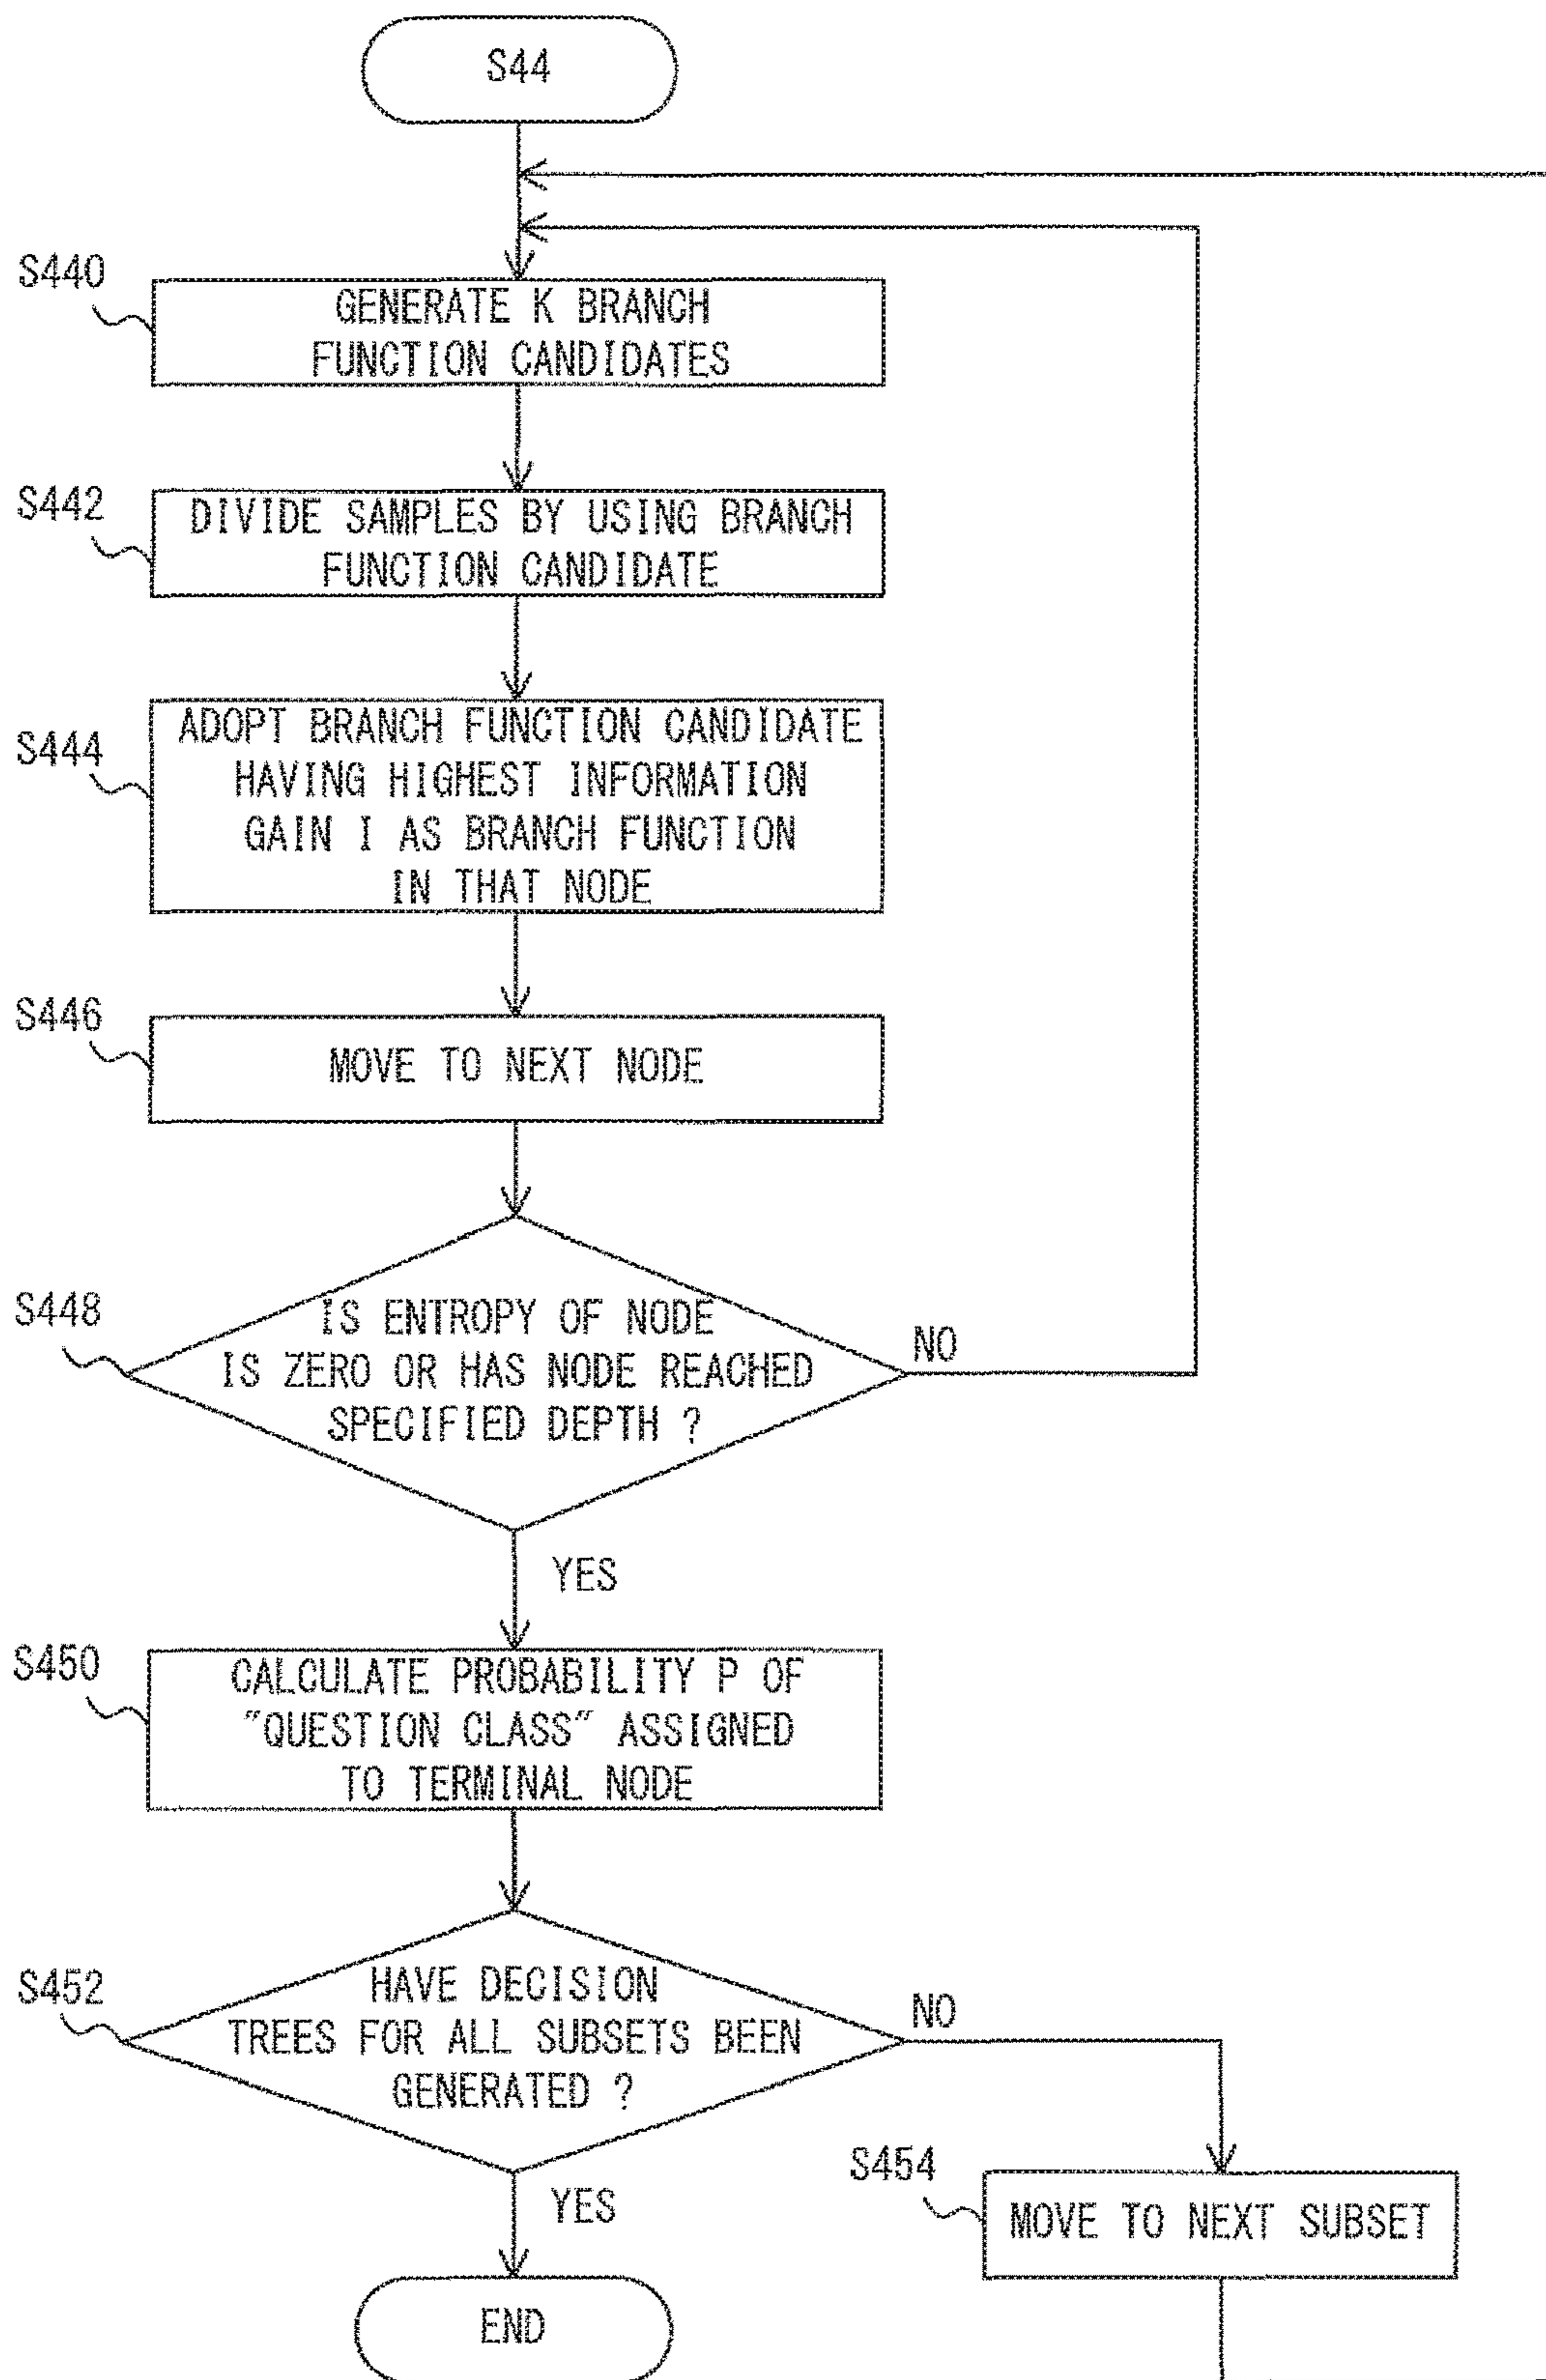 S44
S440
GENERATE K BRANCH
FUNCTION CANDIDATES
S442
DIVIDE SAMPLES BY USING BRANCH
FUNCTION CANDIDATE
S444
ADOPT BRANCH FUNCTION CANDIDATE
HAVING HIGHEST INFORMATION
GAIN I AS BRANCH FUNCTION
IN THAT NODE
S446
MOVE TO NEXT NODE
S448
IS ENTROPY OF NODE
IS ZERO OR HAS NODE REACHED
SPECIFIED DEPTH ?
NO
YES
S450
CALCULATE PROBABILITY P OF
"QUESTION CLASS" ASSIGNED
TO TERMINAL NODE
S452
HAVE DECISION
TREES FOR ALL SUBSETS BEEN
GENERATED ?
NO
S454
MOVE TO NEXT SUBSET
YES
END